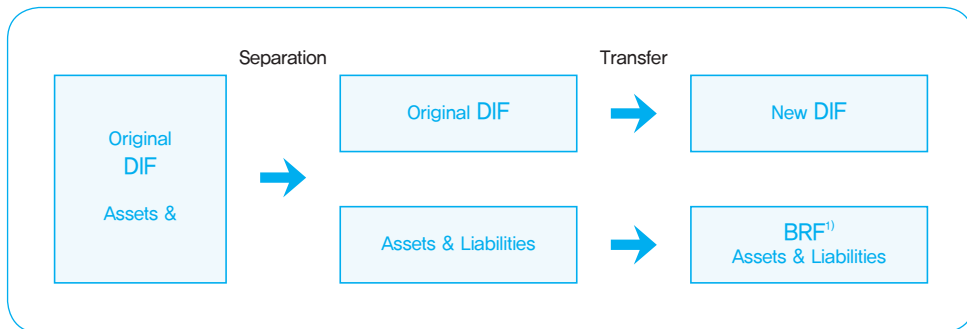 Separation
Transfer
Original
DIF
Assets &
Original DIF
New DIF
Assets & Liabilities
BRF1)
Assets & Liabilities